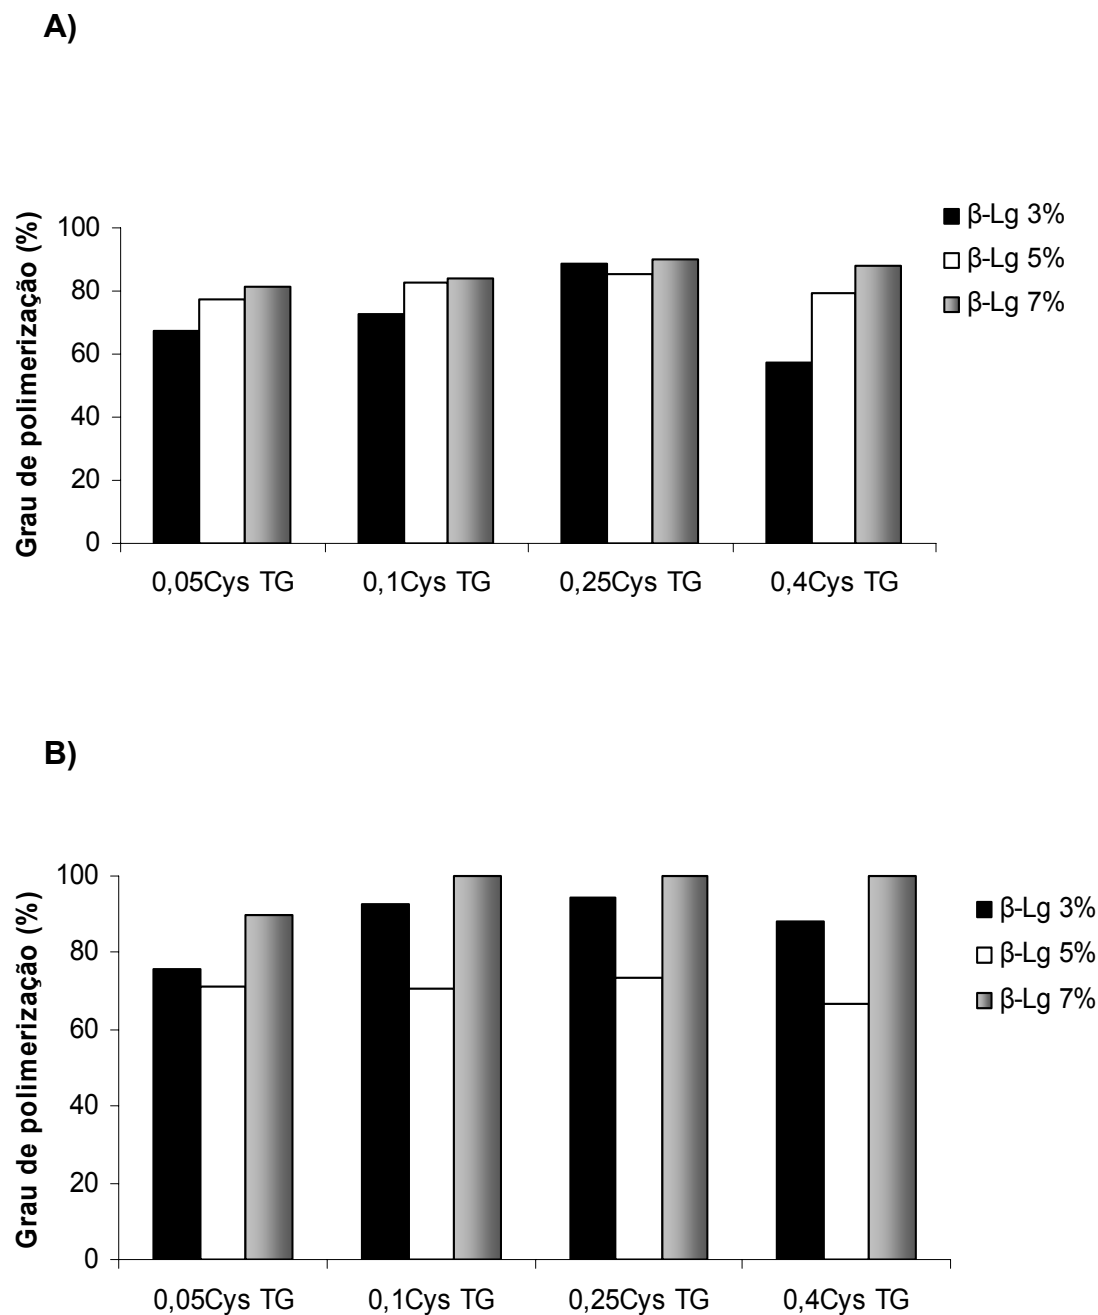 A)
Grau de polimerização (%)
100
80
60
40
20
0
0,05Cys TG
0,1Cys TG
0,25Cys TG
0,4Cys TG
β-Lg 3%
β-Lg 5%
β-Lg 7%
B)
Grau de polimerização (%)
100
80
60
40
20
0
0,05Cys TG
0,1Cys TG
0,25Cys TG
0,4Cys TG
β-Lg 3%
β-Lg 5%
β-Lg 7%